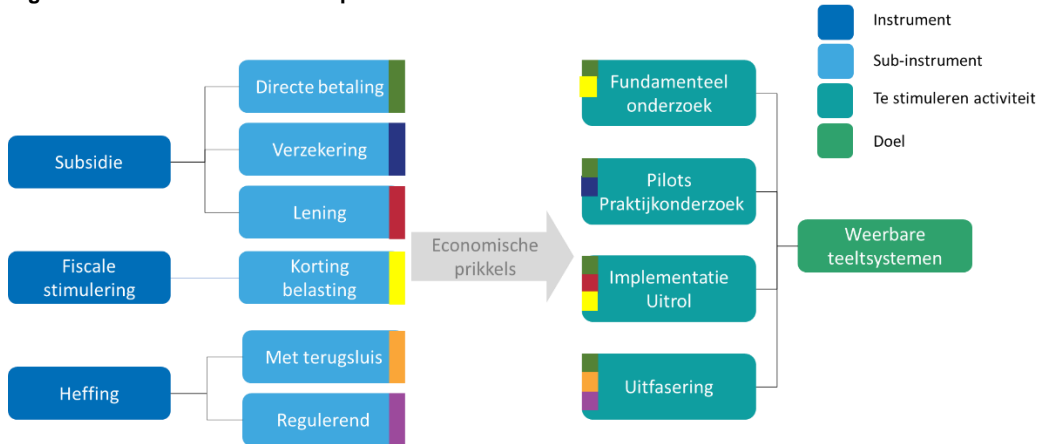 Instrument
Sub-instrument
Te stimuleren activiteit
Doel
Subsidie
Directe betaling
Verzekering
Lening
Fiscale
stimulering
Korting
belasting
Heffing
Met terugsluis
Regulerend
Economische
prikkels
Fundamenteel
onderzoek
Pilots
Praktijkonderzoek
Implementatie
Uitrol
Uitfasering
Weerbare
teeltsystemen